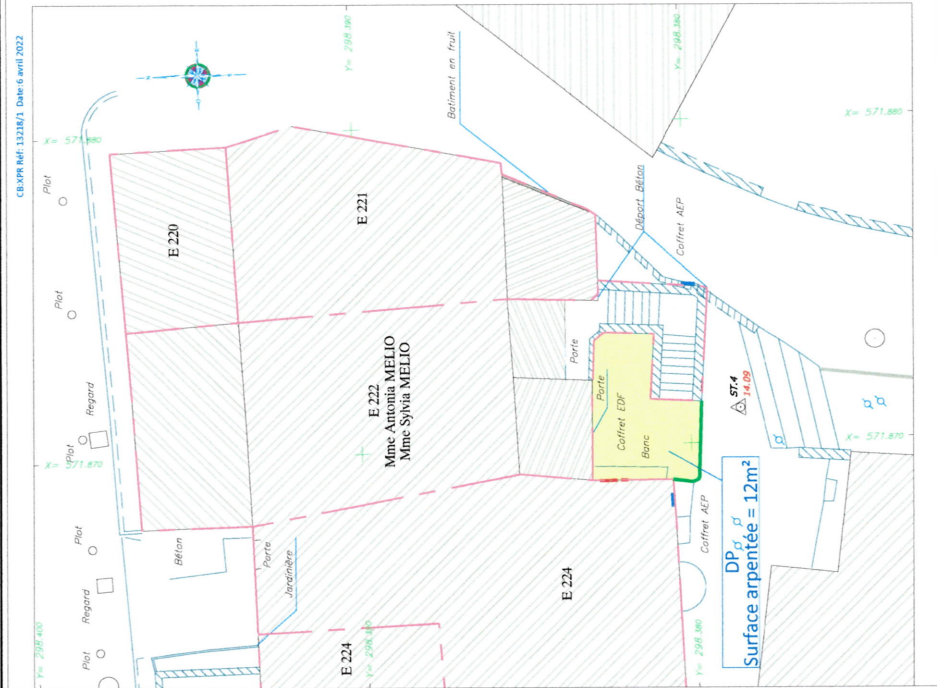 CB:XPR Réf: 13218/1 Date:6 avril 2022
Y= 298.390
Y= 298.380
X= 571.880
X= 571.880
Plot
Batiment en fruit
E 220
E 221
Départ Béton
Coffret AEP
Plot
E 222
Mme Antonia MELIO
Mme Sylvia MELIO
Porte
Porte
Coffret EDF
Banc
ST.4
14.09
Regard
Plot
X= 571.870
X= 571.870
Plot
Béton
Porte
Jardinière
Coffret AEP
DP
Surface arpentée = 12m²
E 224
Regard
Plot
Y= 298.400
E 224
Y= 298.390
Y= 298.380